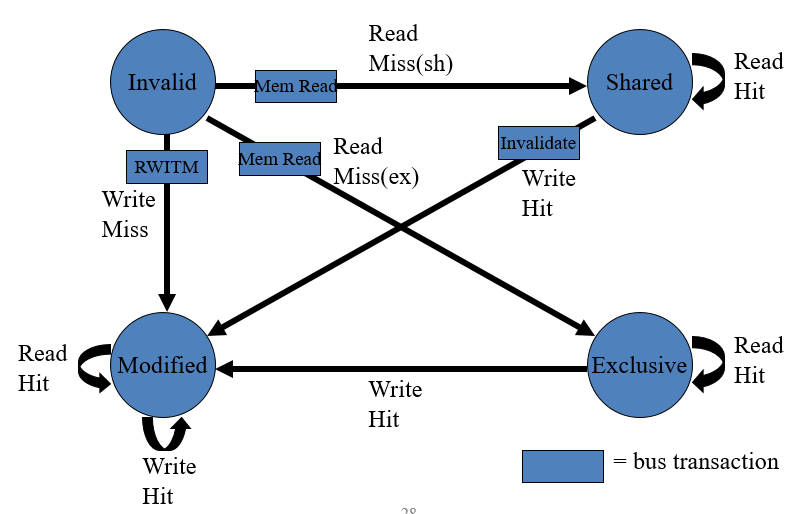 Read
Miss(sh)
Invalid
Mem Read
Shared
Read
Hit
RWITM
Mem Read
Read
Miss(ex)
Invalidate
Write
Hit
Write
Miss
Read
Hit
Modified
Exclusive
Read
Hit
Write
Hit
Write
Hit
= bus transaction
28